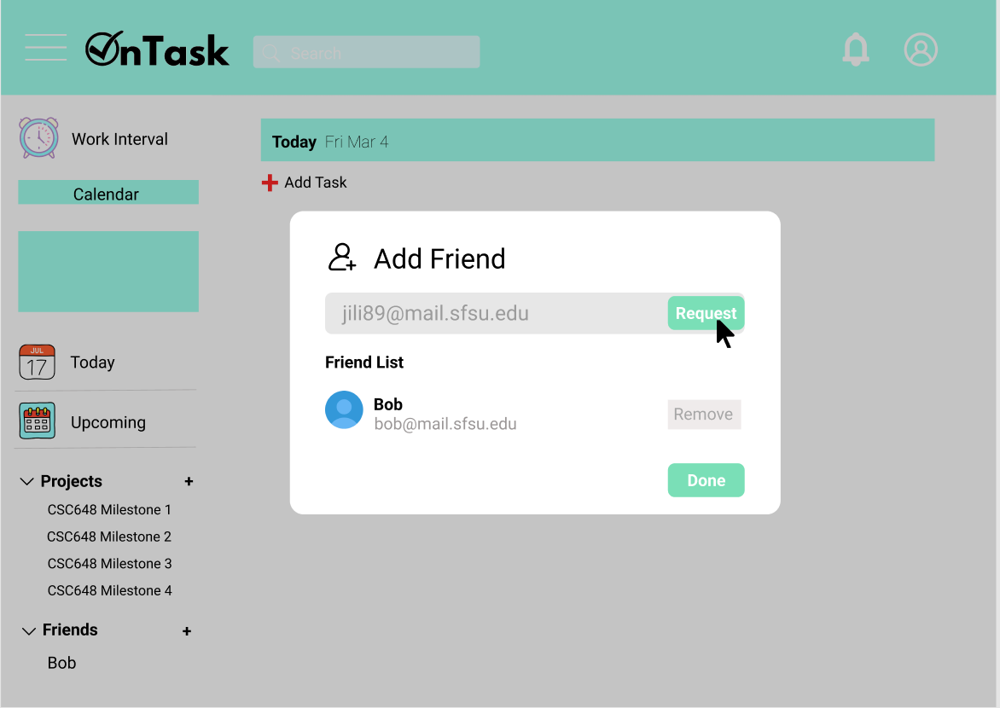 OnTask
Search
Work Interval
Calendar
Today Fri Mar 4
Add Task
Add Friend
jili89@mail.sfsu.edu
Request
Friend List
Bob
bob@mail.sfsu.edu
Remove
Done
JUL
17
Today
Upcoming
Projects +
CSC648 Milestone 1
CSC648 Milestone 2
CSC648 Milestone 3
CSC648 Milestone 4
Friends +
Bob